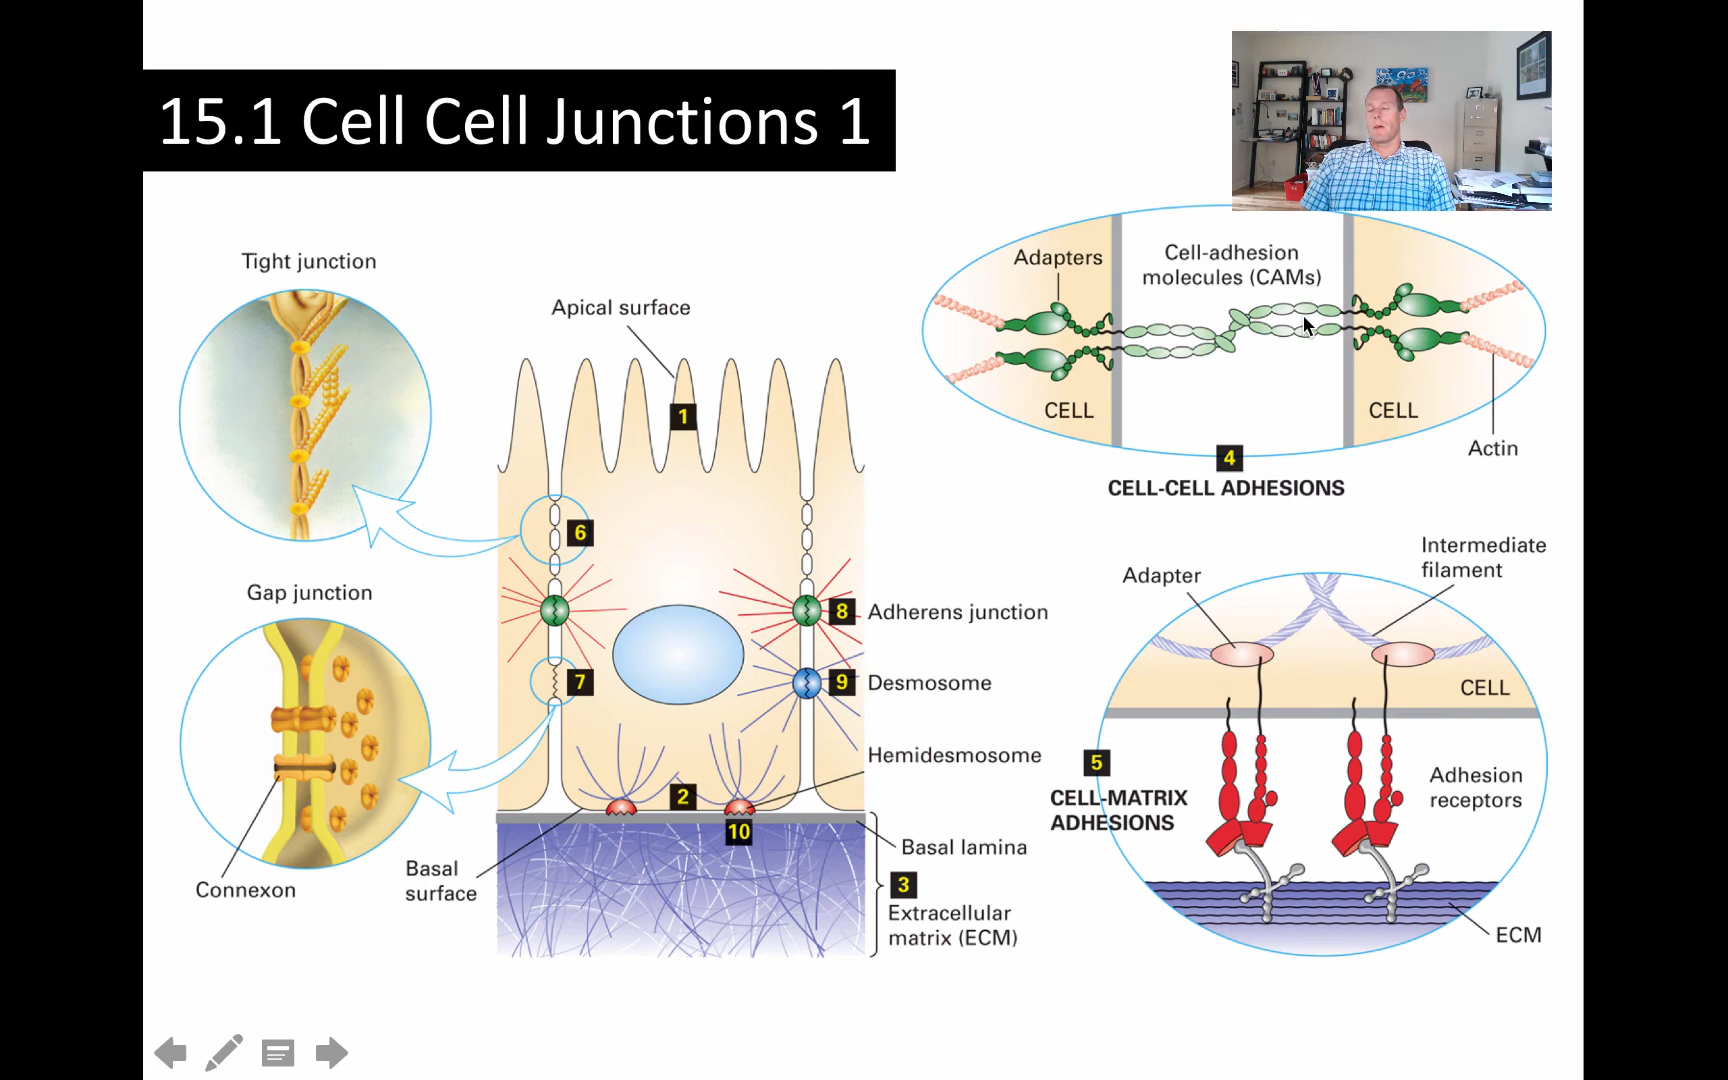 15.1 Cell Cell Junctions 1
Tight junction
Apical surface
1
6
Gap junction
7
Connexon
8
Adherens junction
9
Desmosome
Hemidesmosome
2
10
Basal
surface
Basal lamina
3
Extracellular
matrix (ECM)
Adapters
Cell-adhesion
molecules (CAMs)
CELL
CELL
Actin
4
CELL-CELL ADHESIONS
Adapter
Intermediate
filament
CELL
5
CELL-MATRIX
ADHESIONS
Adhesion
receptors
ECM